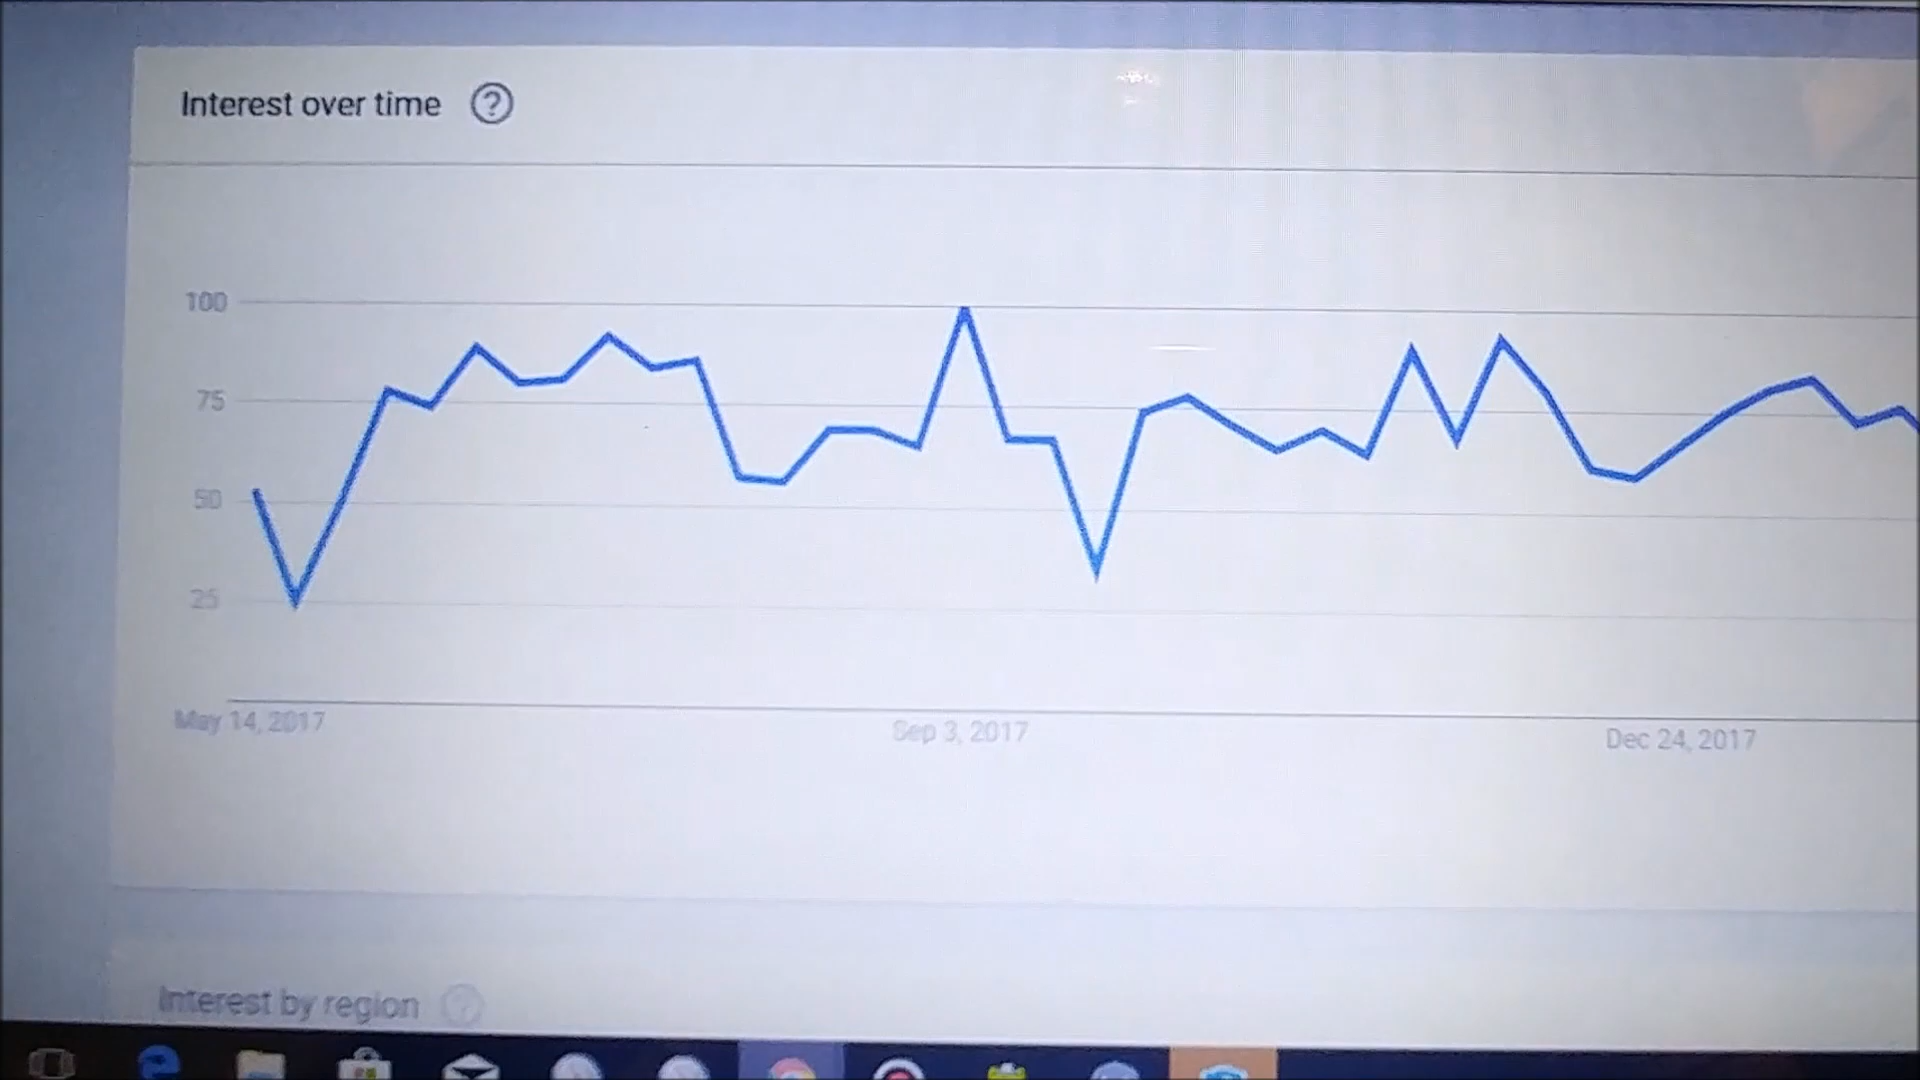 Interest over time ?
100
75
50
25
May 14, 2017 Sep 3, 2017 Dec 24, 2017
Interest by region ?